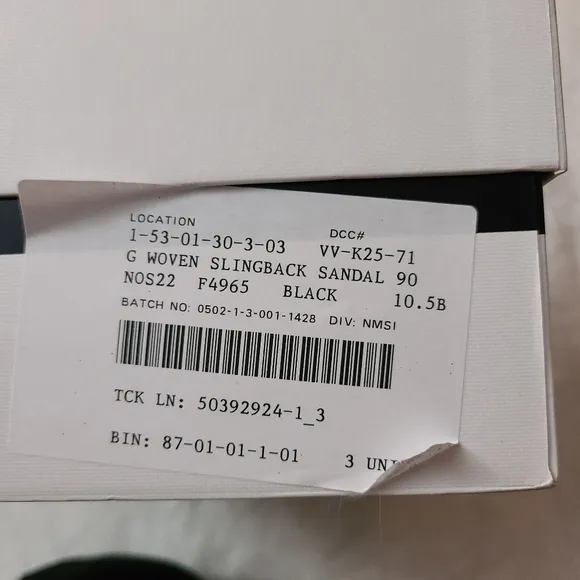 LOCATION DCC#
1-53-01-30-3-03 VV-K25-71
G WOVEN SLINGBACK SANDAL 90
NOS22 F4965 BLACK 10.5B
BATCH NO: 0502-1-3-001-1428 DIV: NMSI
TCK LN: 50392924-1_3
BIN: 87-01-01-1-01 3